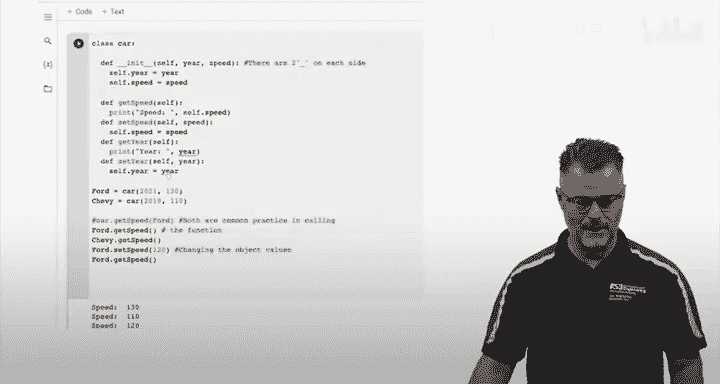 + Code + Text
class car:
def __init__(self, year, speed): #There are 2'_' on each side
self.year = year
self.speed = speed
def getSpeed(self):
print("Speed: ", self.speed)
def setSpeed(self, speed):
self.speed = speed
def getYear(self):
print("Year: ", year)
def setYear(self, year):
self.year = year
Ford = car(2021, 130)
Chevy = car(2019, 110)
#car.getSpeed(Ford) #Both are common practice in calling
Ford.getSpeed() # the function
Chevy.getSpeed()
Ford.setSpeed(120) #Changing the object values
Ford.getSpeed()
Speed: 130
Speed: 110
Speed: 120